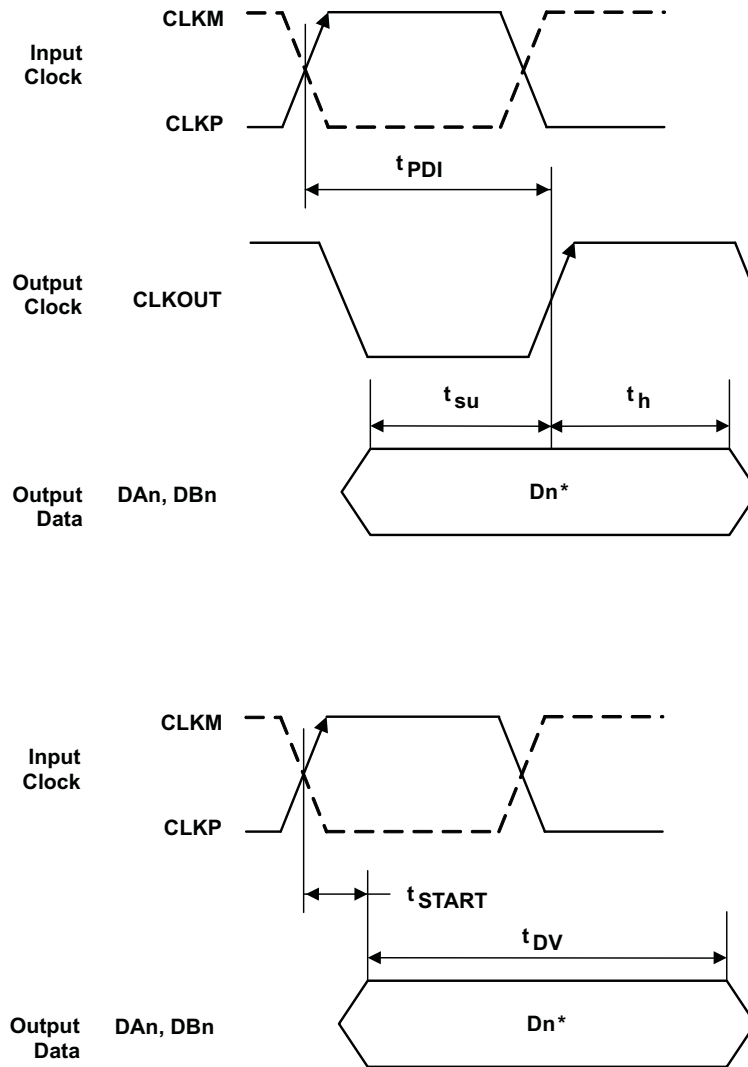 CLKM
Input
Clock
CLKP
tPDI
Output
Clock
CLKOUT
tsu
th
Output
Data
DAn, DBn
Dn*
CLKM
Input
Clock
CLKP
tSTART
tDV
Output
Data
DAn, DBn
Dn*